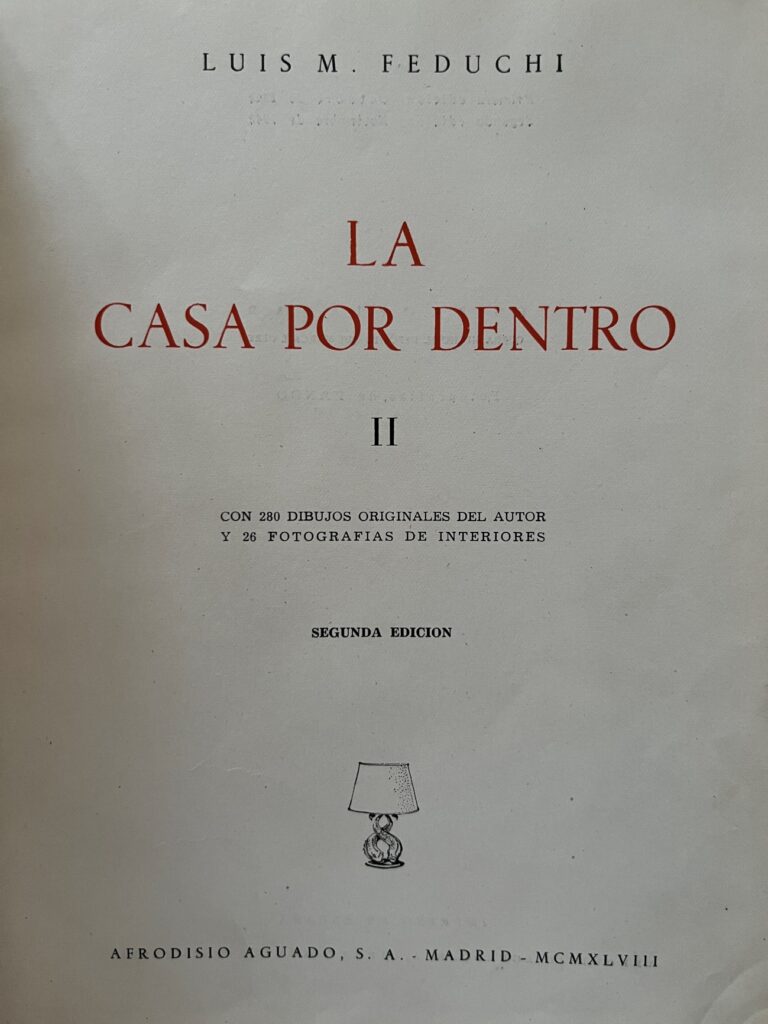 LUIS M. FEDUCHI
LA
CASA POR DENTRO
II
CON 280 DIBUJOS ORIGINALES DEL AUTOR
Y 26 FOTOGRAFIAS DE INTERIORES
SEGUNDA EDICION
AFRODISIO AGUADO, S. A. - MADRID - MCMXLVIII